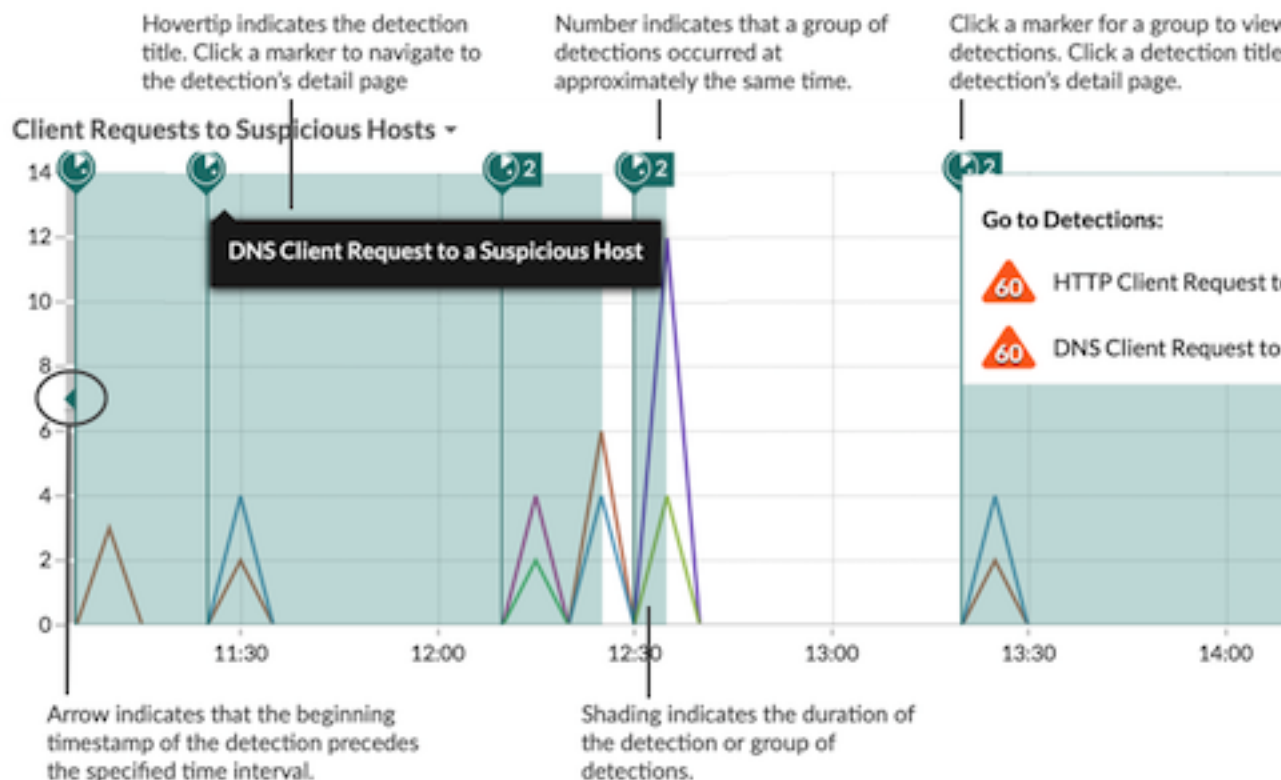 Hovertip indicates the detection
title. Click a marker to navigate to
the detection's detail page
Number indicates that a group of
detections occurred at
approximately the same time.
Click a marker for a group to view
detections. Click a detection title
detection's detail page.
Client Requests to Suspicious Hosts
2
2
2
14
12
10
8
6
4
2
0
DNS Client Request to a Suspicious Host
Go to Detections:
60 HTTP Client Request to
60 DNS Client Request to
11:30 12:00 12:30 13:00 13:30 14:00
Arrow indicates that the beginning
timestamp of the detection precedes
the specified time interval.
Shading indicates the duration of
the detection or group of
detections.